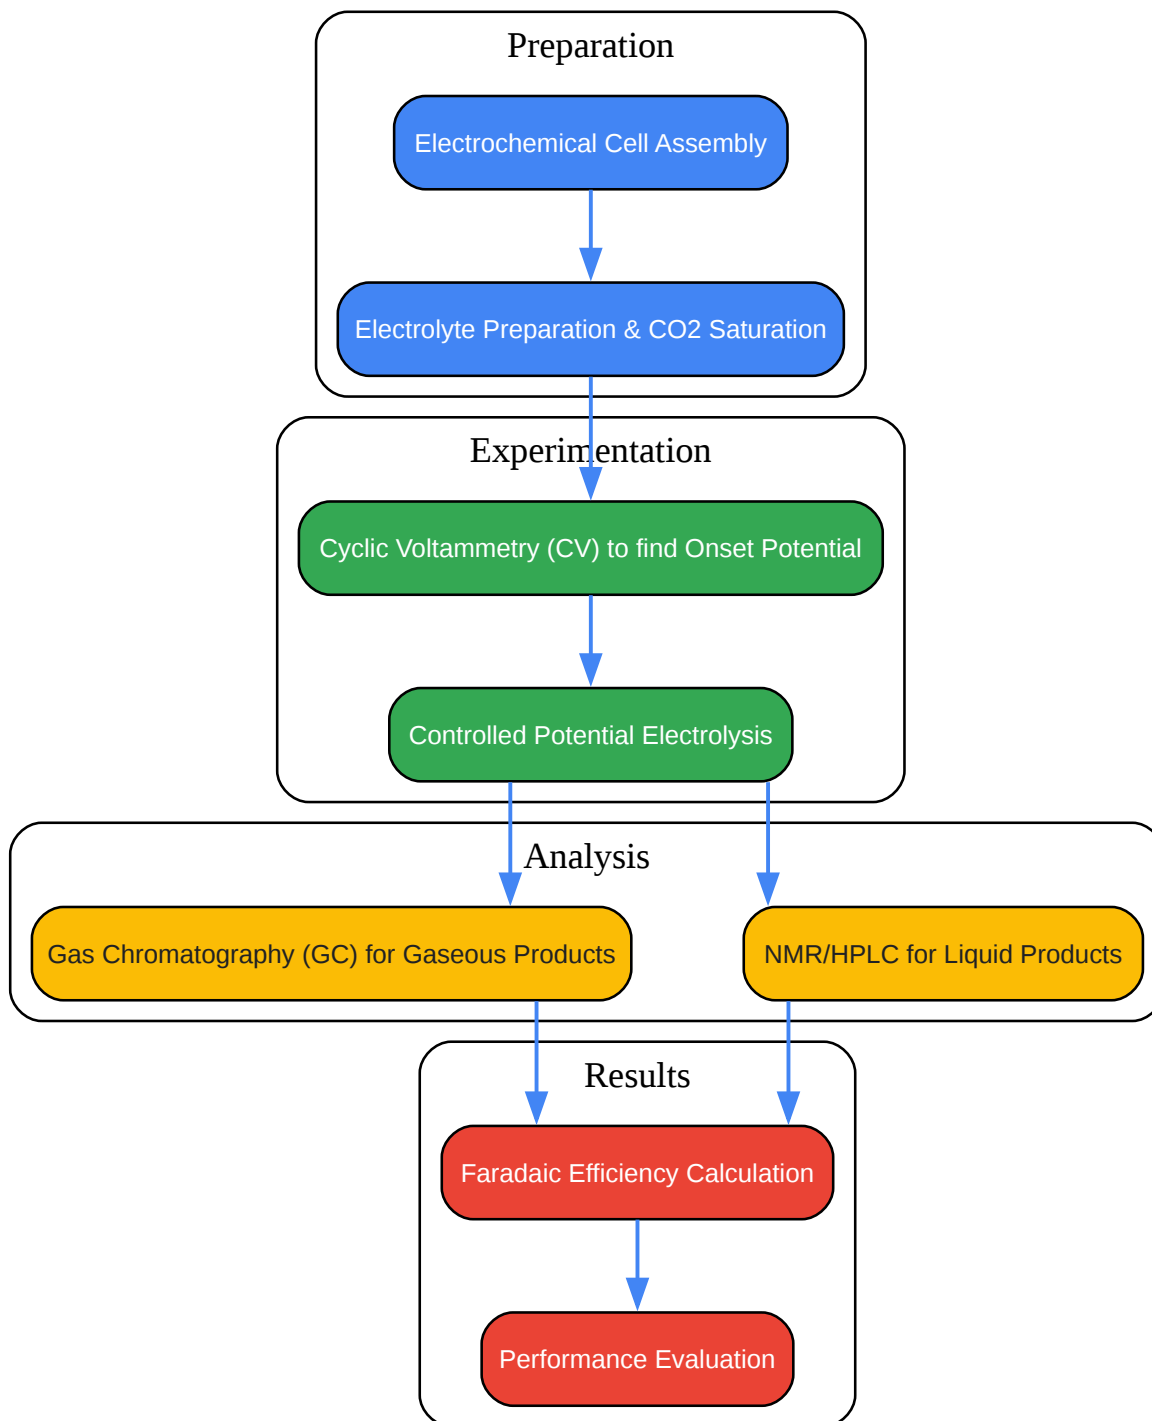 Preparation
Electrochemical Cell Assembly
Electrolyte Preparation & CO2 Saturation
Experimentation
Cyclic Voltammetry (CV) to find Onset Potential
Controlled Potential Electrolysis
Analysis
Gas Chromatography (GC) for Gaseous Products
NMR/HPLC for Liquid Products
Results
Faradaic Efficiency Calculation
Performance Evaluation